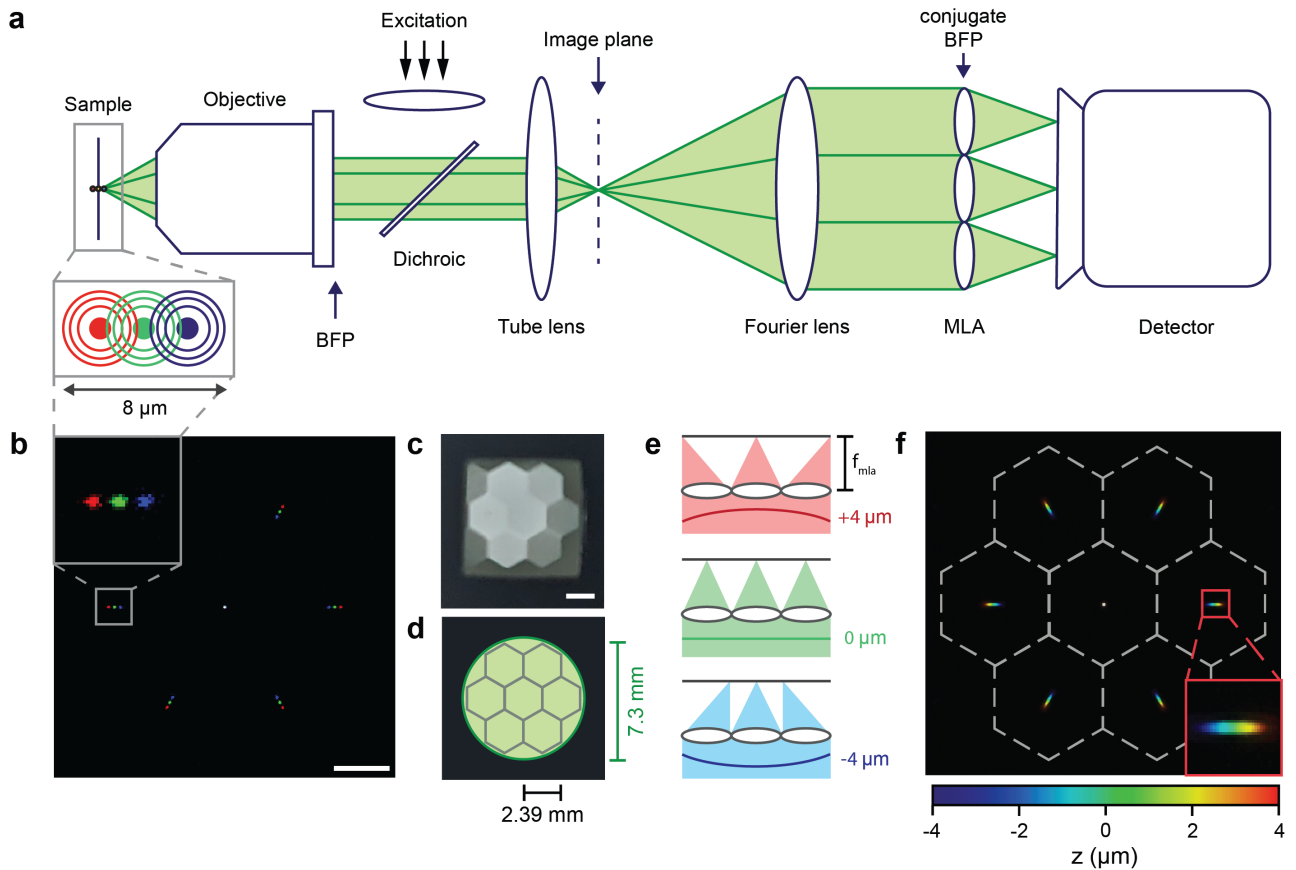 a
Excitation
Image plane
conjugate
BFP
Sample
Objective
Dichroic
BFP
Tube lens
Fourier lens
MLA
Detector
8 µm
b
c
d
7.3 mm
2.39 mm
e
fmla
+4 µm
0 µm
-4 µm
f
-4
-2
0
2
4
z (µm)